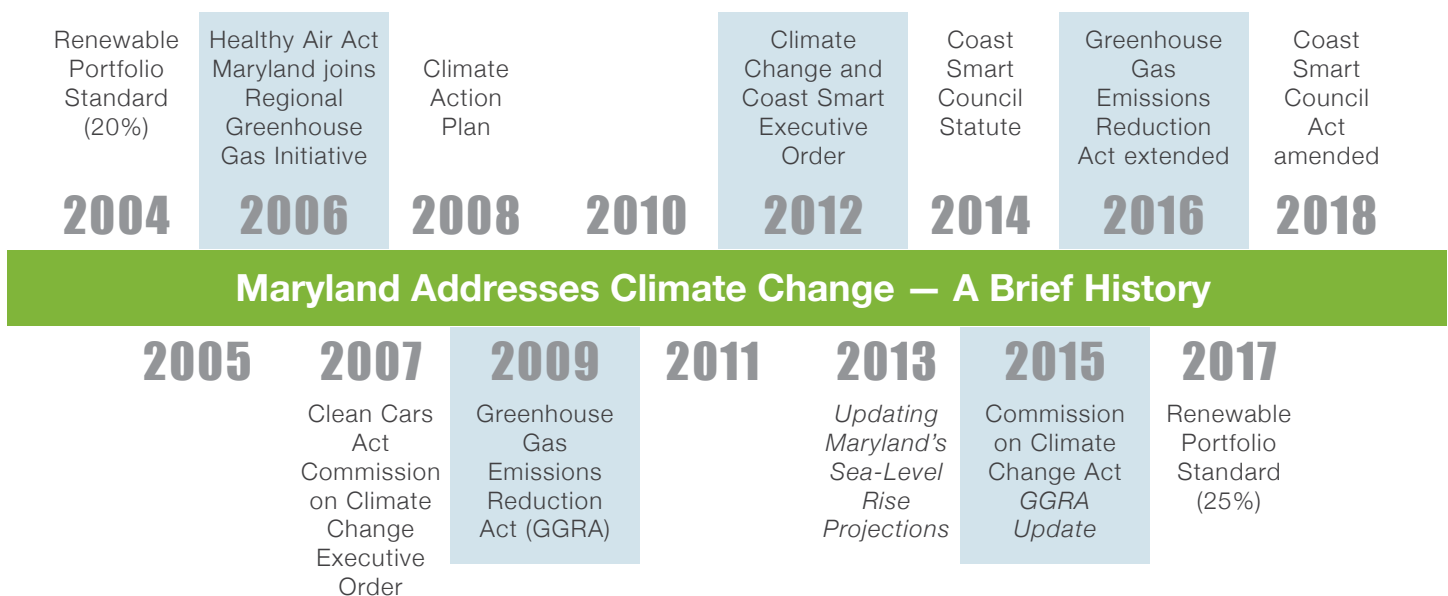 Renewable
Portfolio
Standard
(20%)
2004
Healthy Air Act
Maryland joins
Regional
Greenhouse
Gas Initiative
2006
Climate
Action
Plan
2008
2010
Climate
Change and
Coast Smart
Executive
Order
2012
Coast
Smart
Council
Statute
2014
Greenhouse
Gas
Emissions
Reduction
Act extended
2016
Coast
Smart
Council
Act
amended
2018
Maryland Addresses Climate Change — A Brief History
2005
2007
Clean Cars
Act
Commission
on Climate
Change
Executive
Order
2009
Greenhouse
Gas
Emissions
Reduction
Act (GGRA)
2011
2013
Updating
Maryland’s
Sea-Level
Rise
Projections
2015
Commission
on Climate
Change Act
GGRA
Update
2017
Renewable
Portfolio
Standard
(25%)